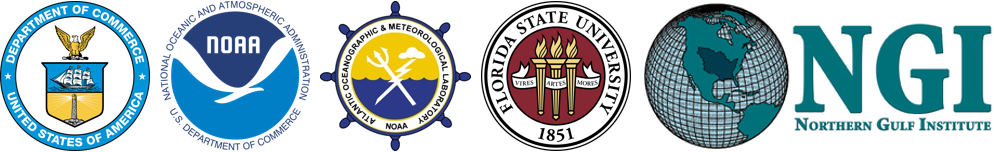 DEPARTMENT OF COMMERCE
UNITED STATES OF AMERICA
NATIONAL OCEANIC AND ATMOSPHERIC ADMINISTRATION
NOAA
U.S. DEPARTMENT OF COMMERCE
ATLANTIC OCEANOGRAPHIC & METEOROLOGICAL LABORATORY
NOAA
FLORIDA STATE UNIVERSITY
VIRES ARTES MORES
1851
NGI
NORTHERN GULF INSTITUTE